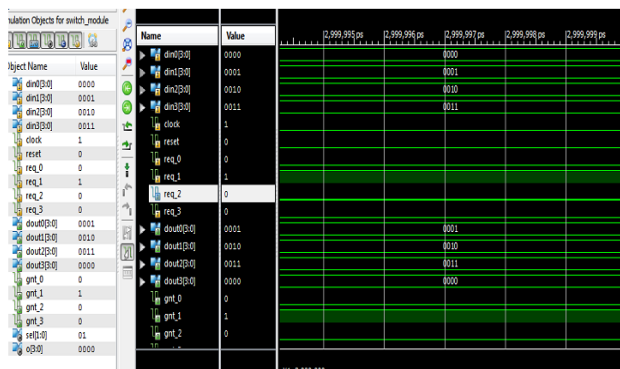 nulation Objects for switch_module
Object Name Value
din0[3:0] 0000
din1[3:0] 0001
din2[3:0] 0010
din3[3:0] 0011
clock 1
reset 0
req_0 0
req_1 1
req_2 0
req_3 0
dout0[3:0] 0001
dout1[3:0] 0010
dout2[3:0] 0011
dout3[3:0] 0000
gnt_0 0
gnt_1 1
gnt_2 0
gnt_3 0
sel[1:0] 01
o[3:0] 0000
Name Value 2,999,995 ps 2,999,996 ps 2,999,997 ps 2,999,998 ps 2,999,999 ps
din0[3:0] 0000 0000
din1[3:0] 0001 0001
din2[3:0] 0010 0010
din3[3:0] 0011 0011
clock 1
reset 0
req_0 0
req_1 1
req_2 0
req_3 0
dout0[3:0] 0001 0001
dout1[3:0] 0010 0010
dout2[3:0] 0011 0011
dout3[3:0] 0000 0000
gnt_0 0
gnt_1 1
gnt_2 0